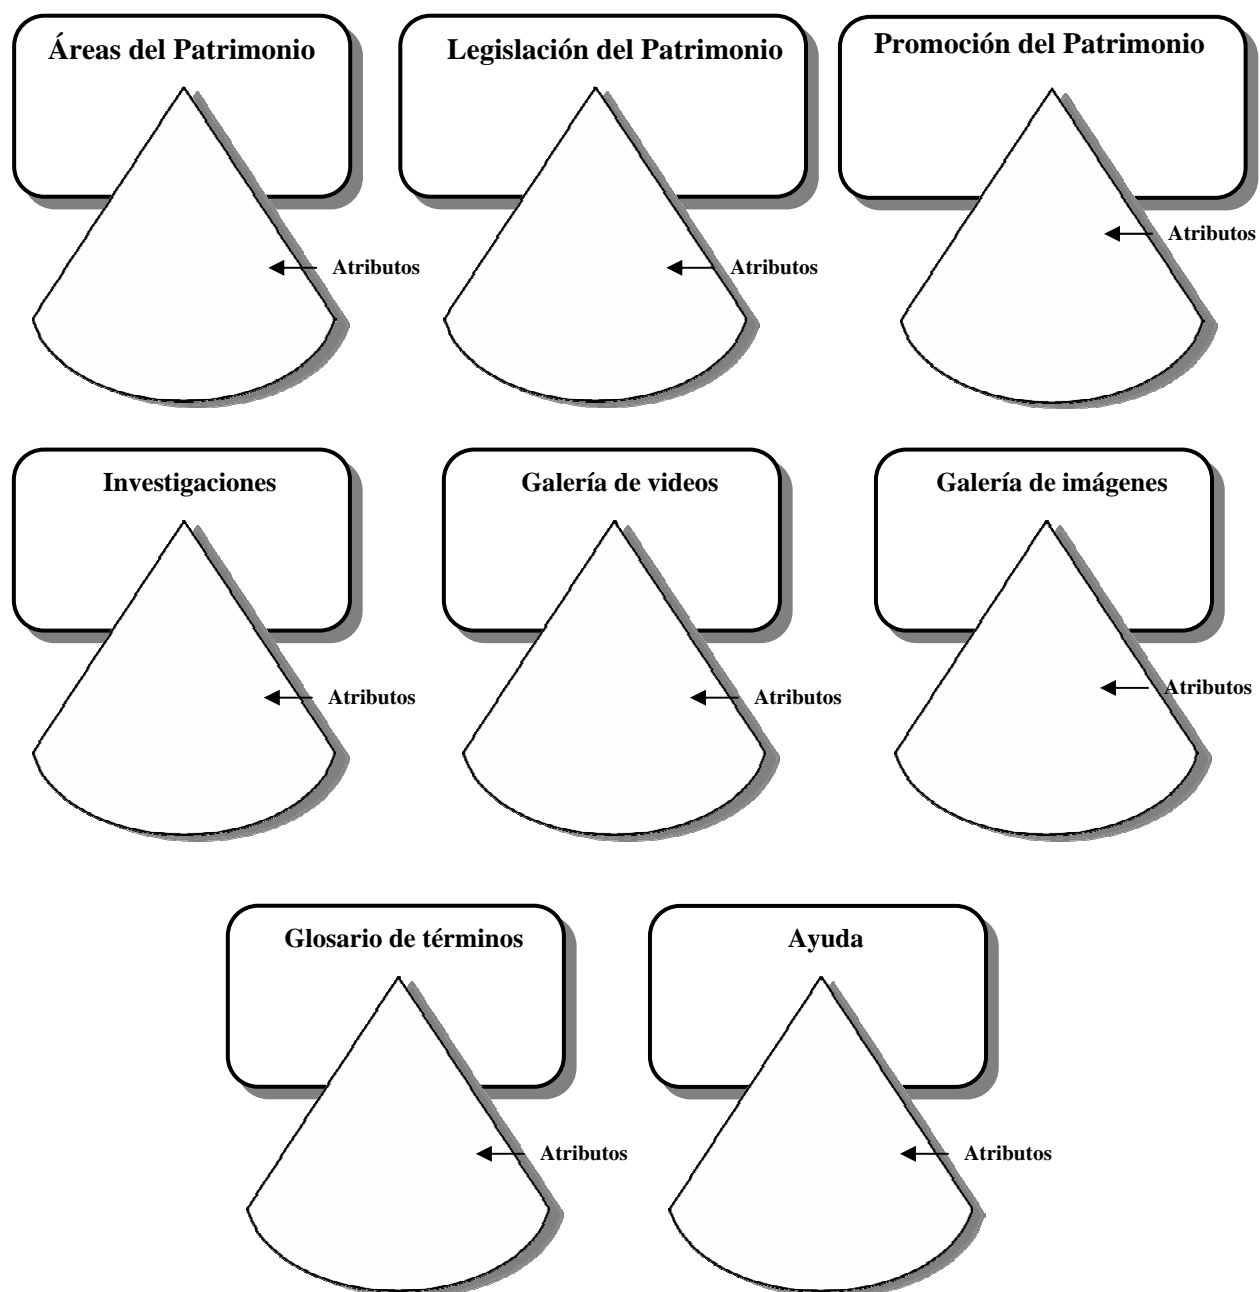 Áreas del Patrimonio
Legislación del Patrimonio
Promoción del Patrimonio
Atributos
Atributos
Atributos
Investigaciones
Galería de videos
Galería de imágenes
Atributos
Atributos
Atributos
Glosario de términos
Ayuda
Atributos
Atributos